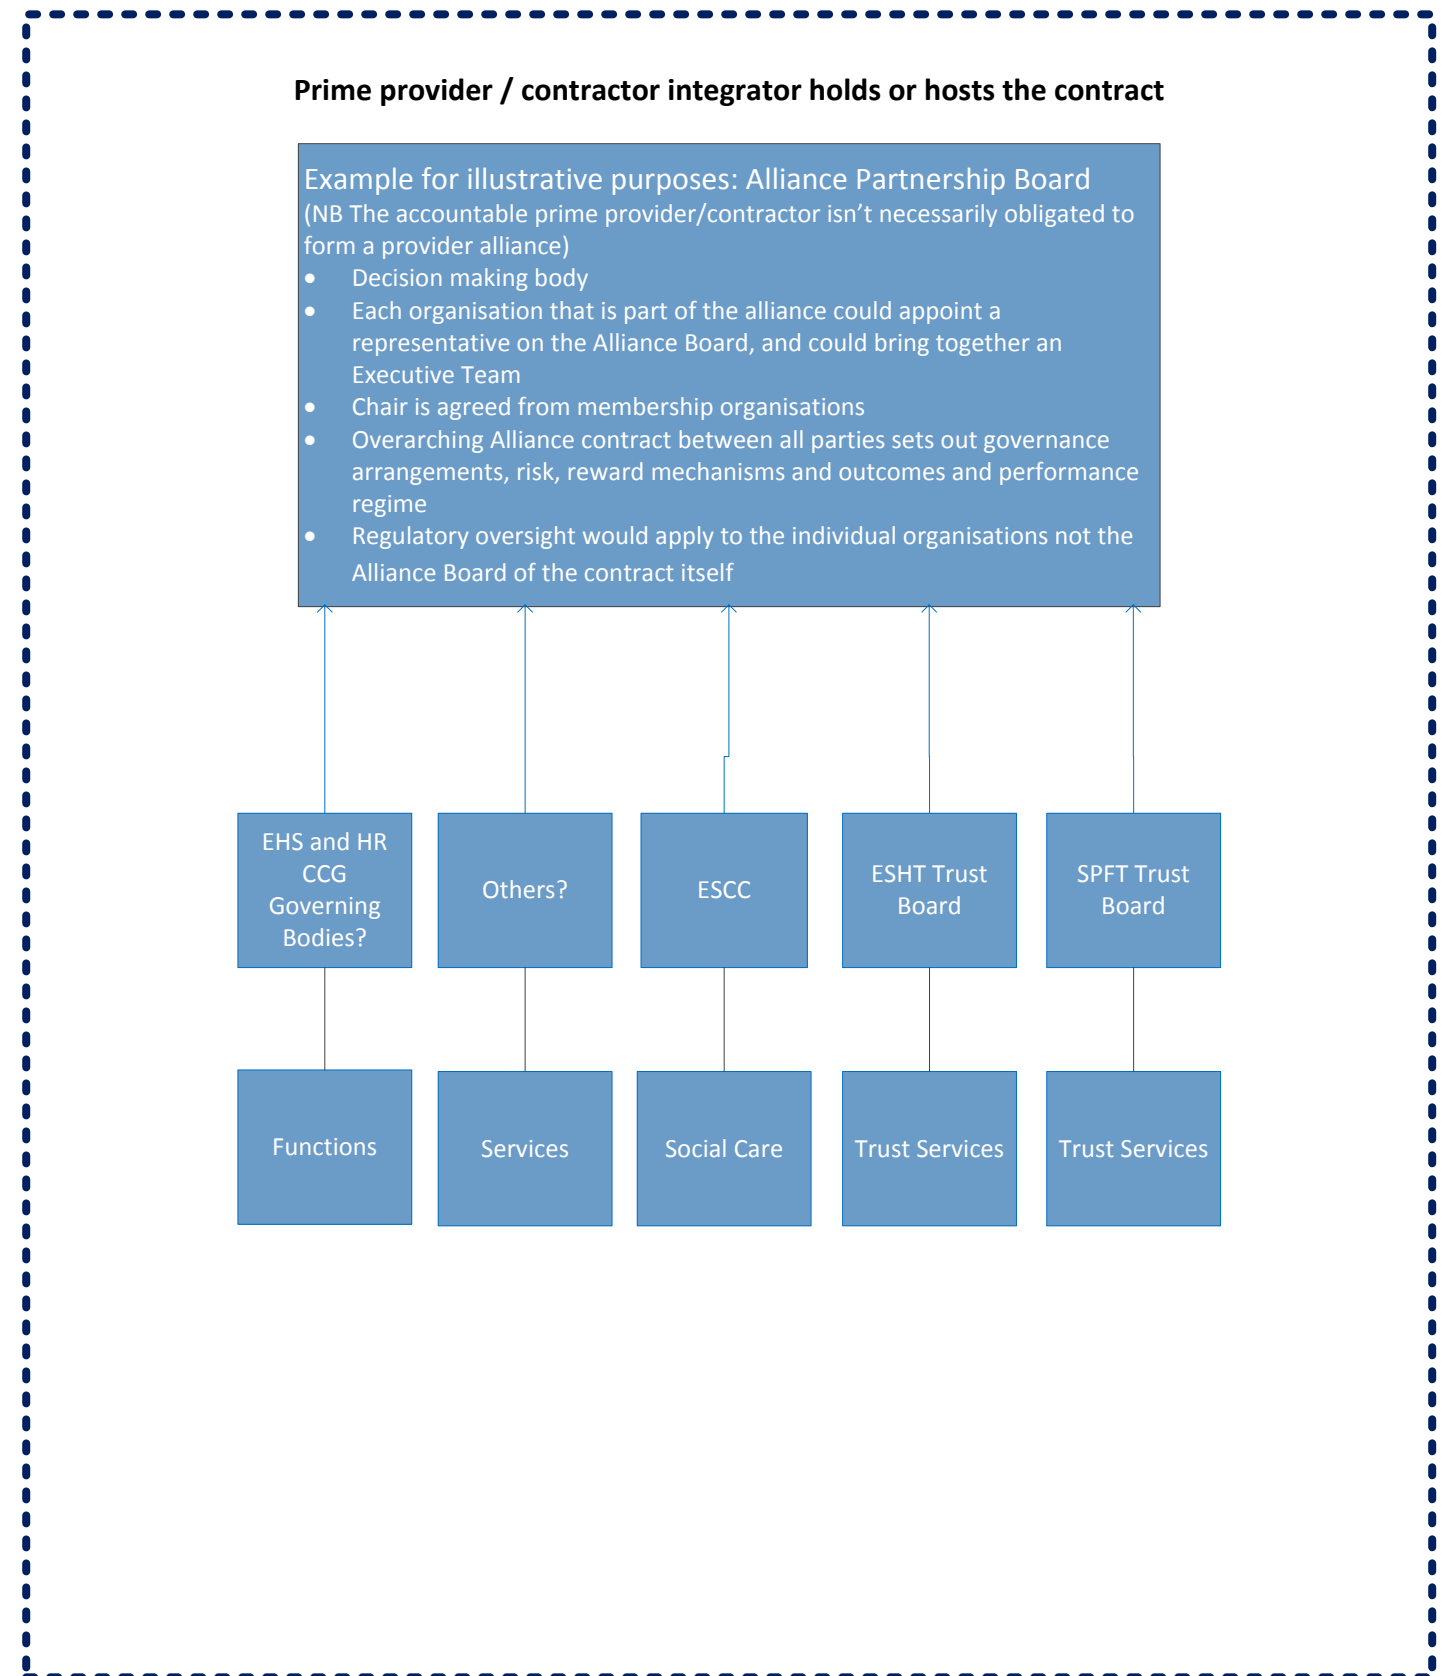 Prime provider / contractor integrator holds or hosts the contract
Example for illustrative purposes: Alliance Partnership Board
(NB The accountable prime provider/contractor isn’t necessarily obligated to
form a provider alliance)
• Decision making body
• Each organisation that is part of the alliance could appoint a
representative on the Alliance Board, and could bring together an
Executive Team
• Chair is agreed from membership organisations
• Overarching Alliance contract between all parties sets out governance
arrangements, risk, reward mechanisms and outcomes and performance
regime
• Regulatory oversight would apply to the individual organisations not the
Alliance Board of the contract itself
EHS and HR
CCG
Governing
Bodies?
Others?
ESCC
ESHT Trust
Board
SPFT Trust
Board
Functions
Services
Social Care
Trust Services
Trust Services